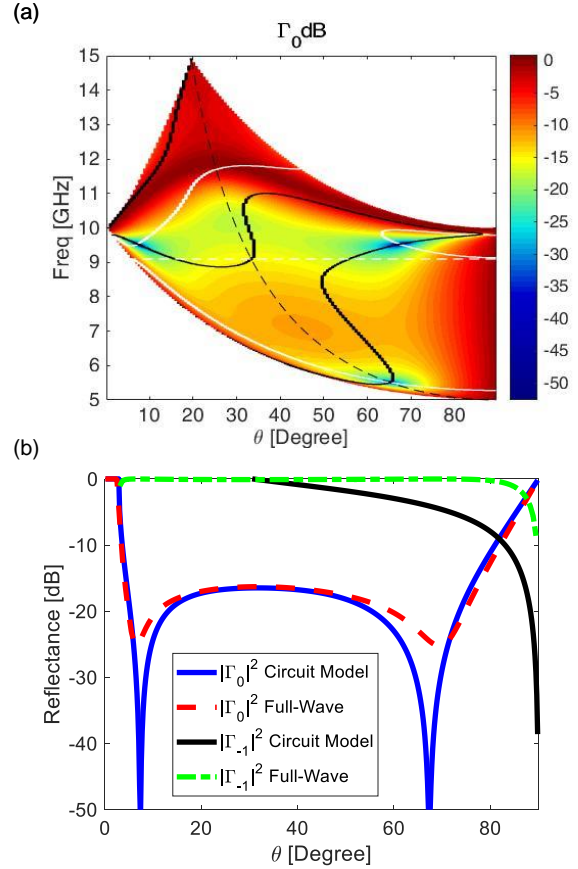 (a)
Γ₀dB
15
14
13
12
11
10
9
8
7
6
5
Freq [GHz]
10 20 30 40 50 60 70 80
θ [Degree]
0
-5
-10
-15
-20
-25
-30
-35
-40
-45
-50
(b)
0
-10
-20
-30
-40
-50
Reflectance [dB]
|Γ₀|² Circuit Model
|Γ₀|² Full-Wave
|Γ₋₁|² Circuit Model
|Γ₋₁|² Full-Wave
0 20 40 60 80
θ [Degree]